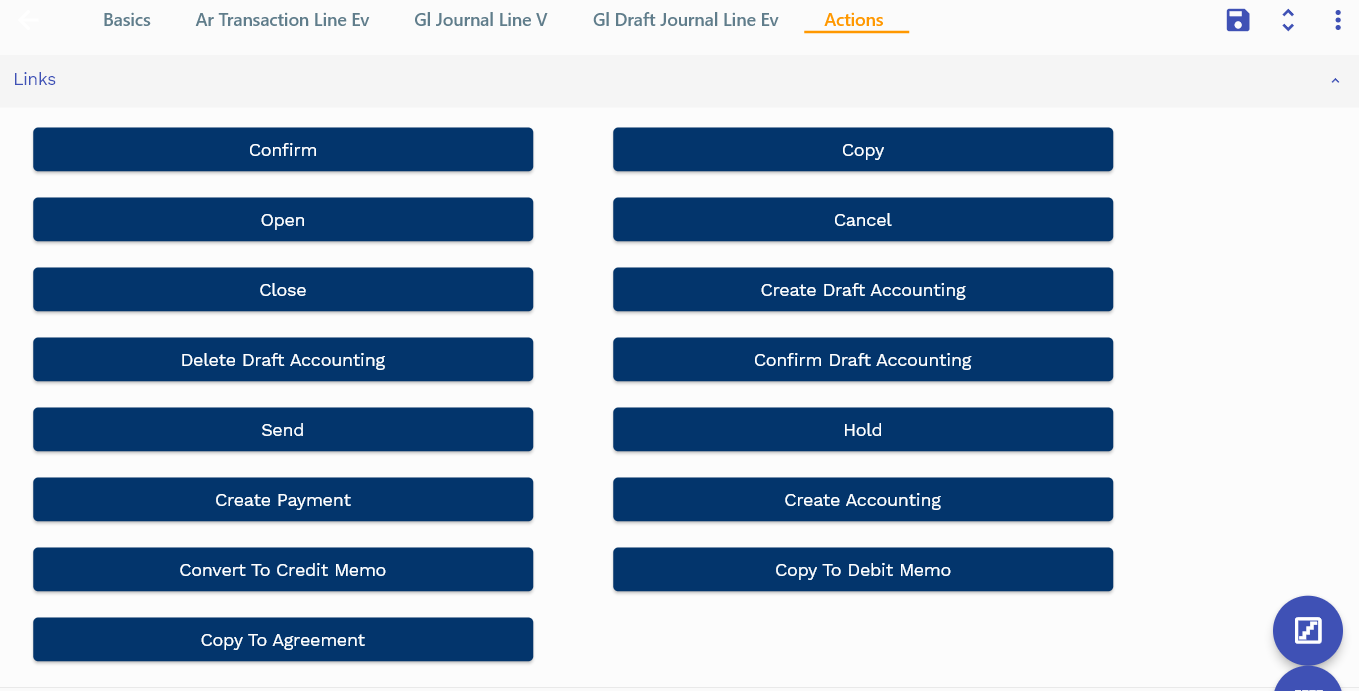 Basics Ar Transaction Line Ev Gl Journal Line V Gl Draft Journal Line Ev Actions
Links
Confirm Copy
Open Cancel
Close Create Draft Accounting
Delete Draft Accounting Confirm Draft Accounting
Send Hold
Create Payment Create Accounting
Convert To Credit Memo Copy To Debit Memo
Copy To Agreement